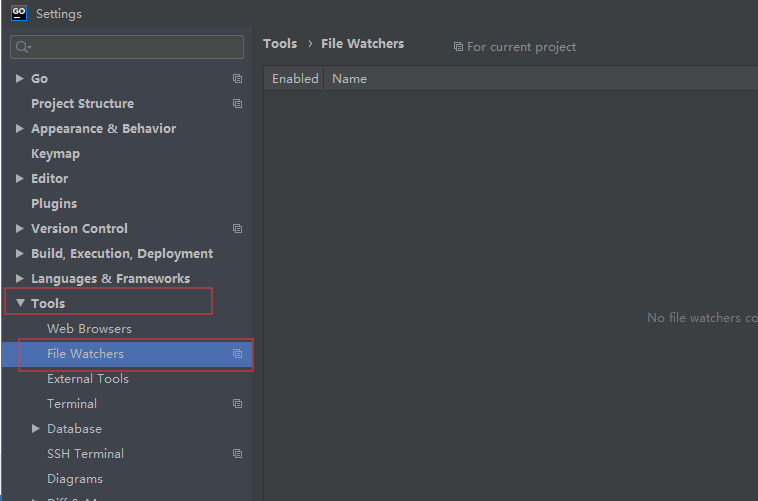 GO Settings
Tools › File Watchers For current project
Enabled Name
Go
Project Structure
Appearance & Behavior
Keymap
Editor
Plugins
Version Control
Build, Execution, Deployment
Languages & Frameworks
Tools
Web Browsers
File Watchers
External Tools
Terminal
Database
SSH Terminal
Diagrams
No file watchers co